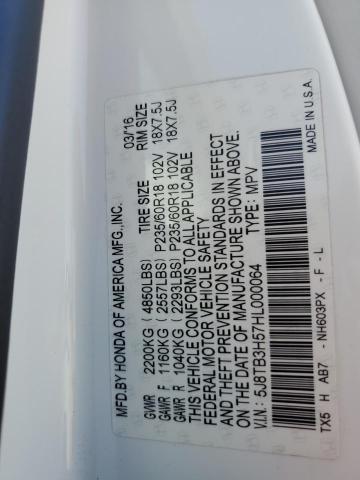 MFD.BY HONDA OF AMERICA MFG.,INC. 03/16
TIRE SIZE RIM SIZE
GVWR 2200KG (4850LBS)
GAWR F 1160KG (2557LBS) P235/60R18 102V 18X7.5J
GAWR R 1040KG (2293LBS) P235/60R18 102V 18X7.5J
THIS VEHICLE CONFORMS TO ALL APPLICABLE
FEDERAL MOTOR VEHICLE SAFETY
AND THEFT PREVENTION STANDARDS IN EFFECT
ON THE DATE OF MANUFACTURE SHOWN ABOVE.
V.I.N: 5J8TB3H57HL000064 TYPE: MPV
TX5 H AB7 - NH603PX - F - L MADE IN U.S.A.